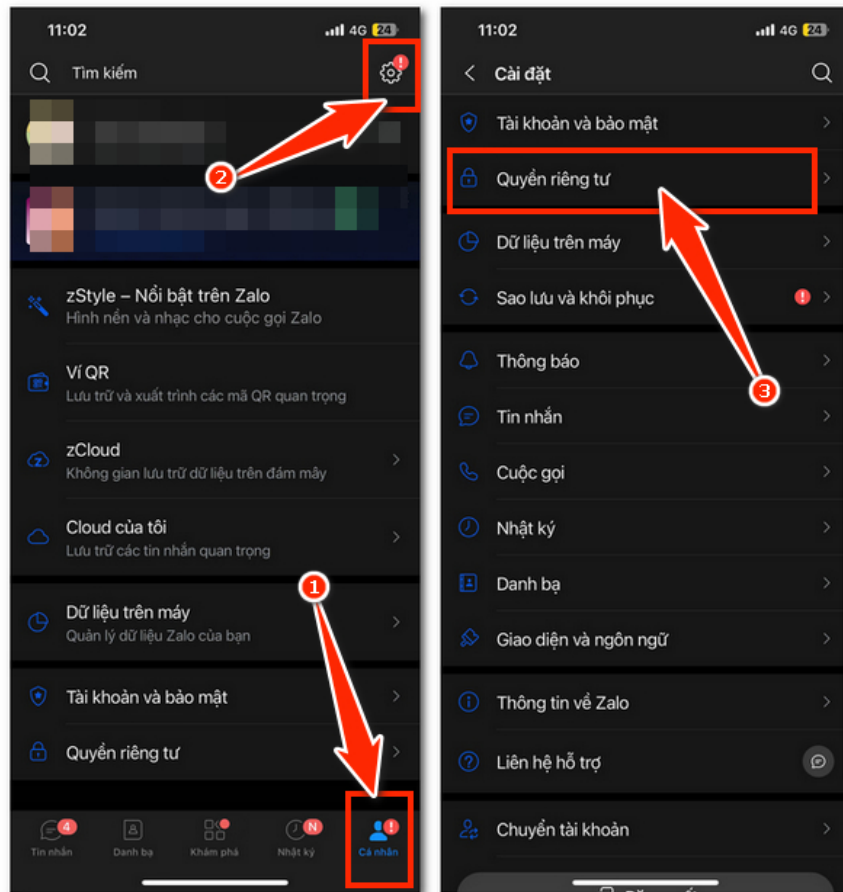 11:02
4G 24
Tìm kiếm
2
zStyle – Nổi bật trên Zalo
Hình nền và nhạc cho cuộc gọi Zalo
Ví QR
Lưu trữ và xuất trình các mã QR quan trọng
zCloud
Không gian lưu trữ dữ liệu trên đám mây
Cloud của tôi
Lưu trữ các tin nhắn quan trọng
1
Dữ liệu trên máy
Quản lý dữ liệu Zalo của bạn
Tài khoản và bảo mật
Quyền riêng tư
4
N
Tin nhắn
Danh bạ
Khám phá
Nhật ký
Cá nhân
11:02
4G 24
Cài đặt
Tài khoản và bảo mật
Quyền riêng tư
Dữ liệu trên máy
Sao lưu và khôi phục
Thông báo
3
Tin nhắn
Cuộc gọi
Nhật ký
Danh bạ
Giao diện và ngôn ngữ
Thông tin về Zalo
Liên hệ hỗ trợ
Chuyển tài khoản